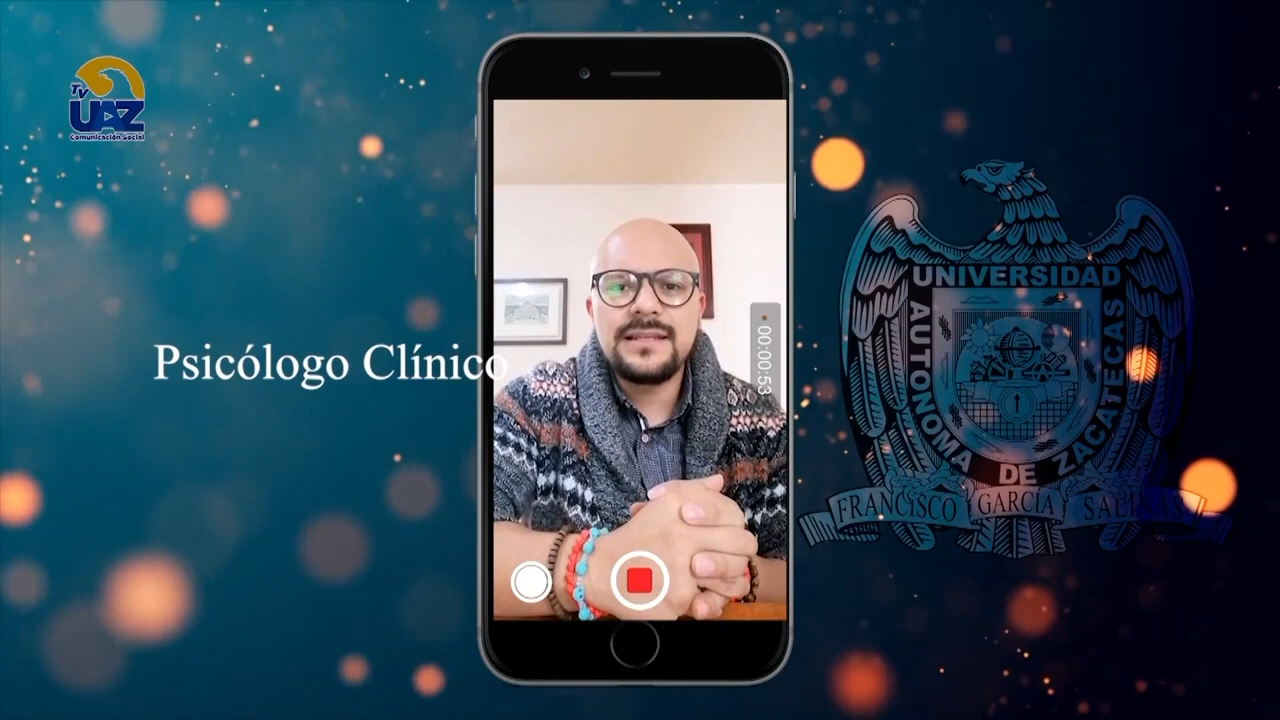 Tv
UAZ
Comunicación Social
Psicólogo Clínico
00:00:53
UNIVERSIDAD
AUTONOMA DE ZACATECAS
FRANCISCO GARCIA SALINAS